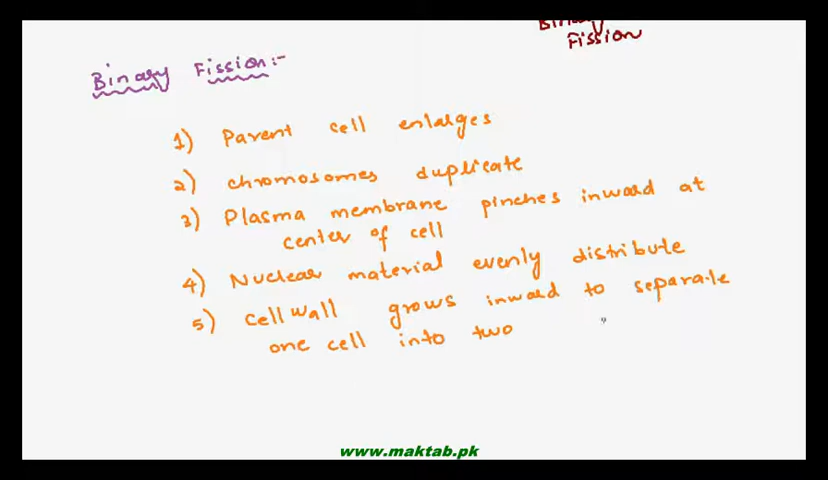 Binary
Fission
Binary Fission:-
1) Parent cell enlarges
2) chromosomes duplicate
3) Plasma membrane pinches inward at
center of cell
4) Nuclear material evenly distribute
5) cell wall grows inward to separate
one cell into two
www.maktab.pk